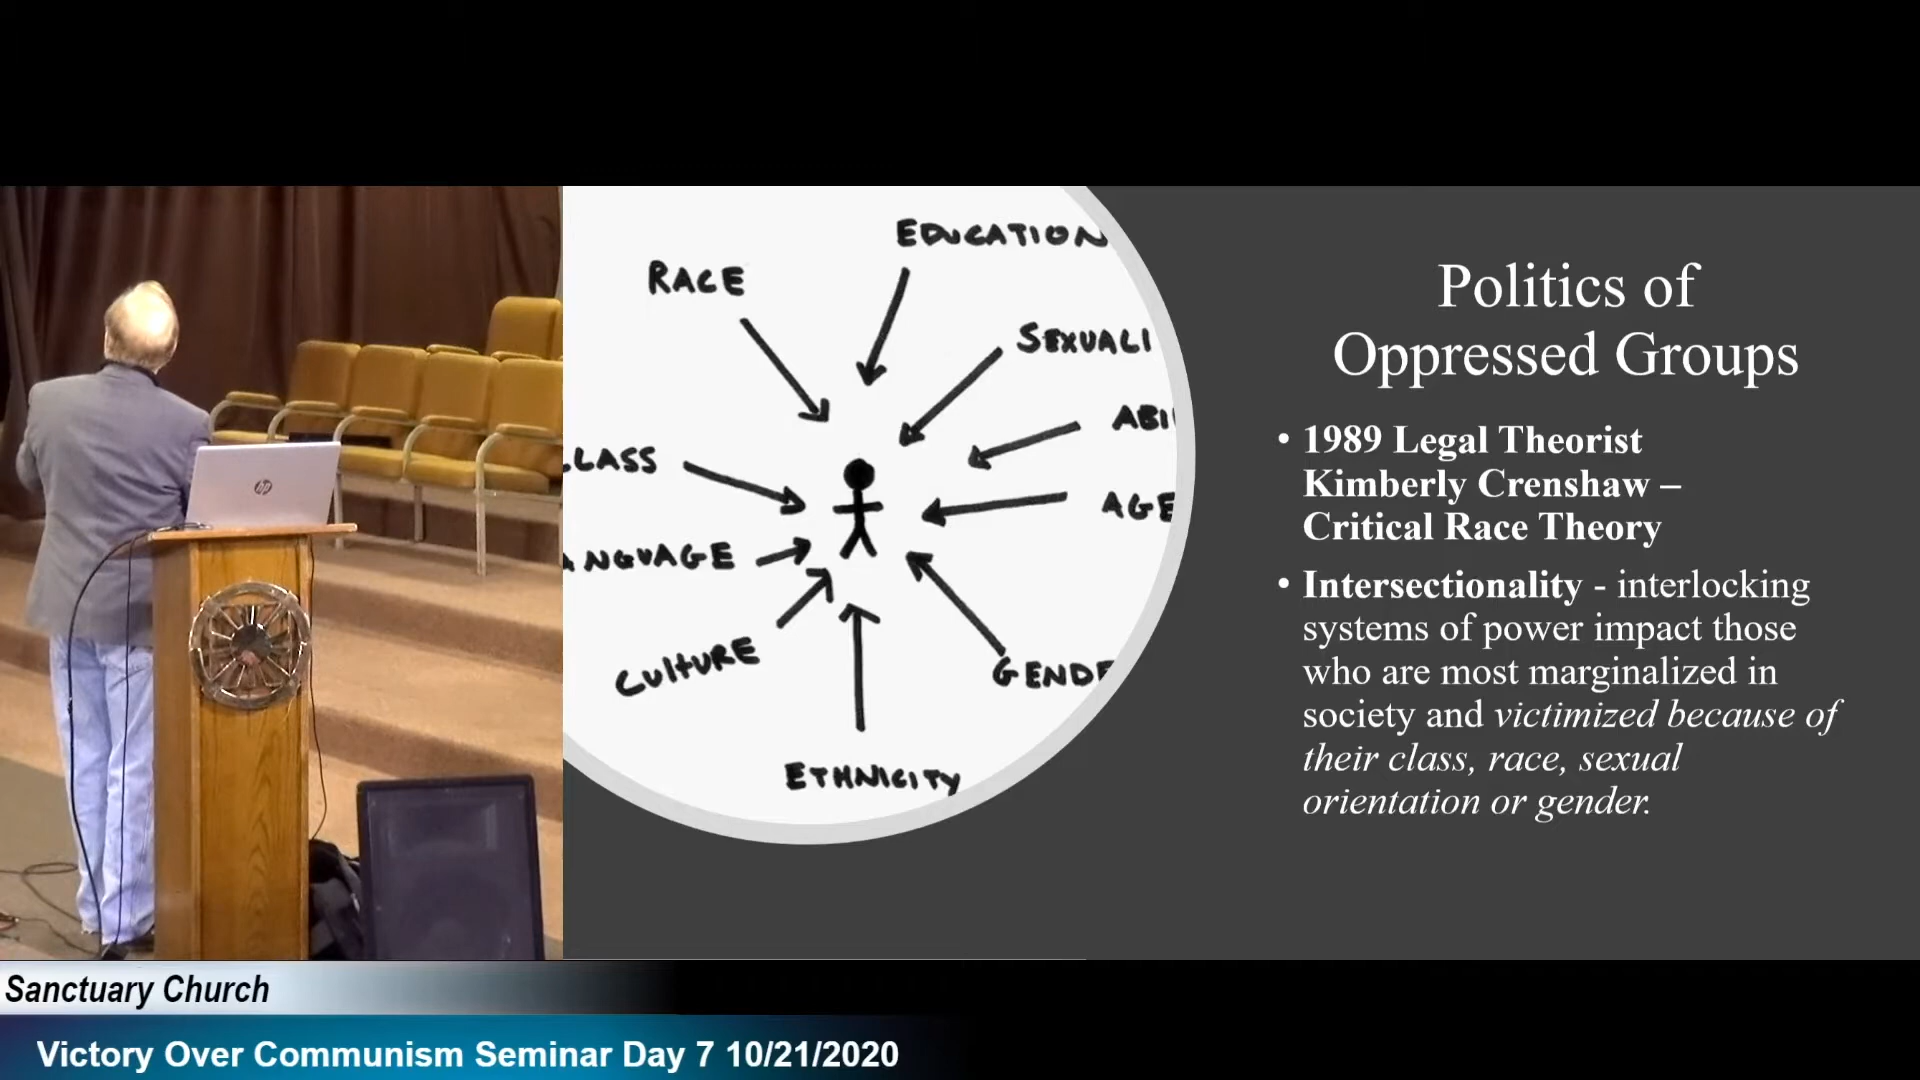 EDUCATION
RACE
SEXUALI
ABI
CLASS
AGE
ANGUAGE
CULTURE
GENDE
ETHNICITY
Politics of
Oppressed Groups
• 1989 Legal Theorist
Kimberly Crenshaw –
Critical Race Theory
• Intersectionality - interlocking
systems of power impact those
who are most marginalized in
society and victimized because of
their class, race, sexual
orientation or gender.
hp
Sanctuary Church
Victory Over Communism Seminar Day 7 10/21/2020